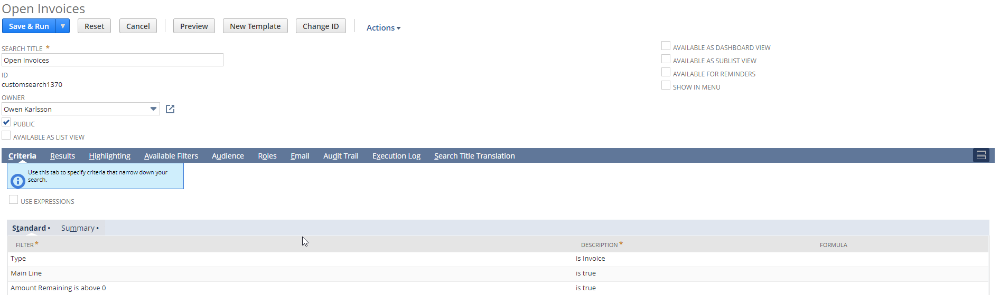 Open Invoices
Save & Run
Reset
Cancel
Preview
New Template
Change ID
Actions
SEARCH TITLE *
Open Invoices
ID
customsearch1370
OWNER
Owen Karlsson
PUBLIC
AVAILABLE AS LIST VIEW
AVAILABLE AS DASHBOARD VIEW
AVAILABLE AS SUBLIST VIEW
AVAILABLE FOR REMINDERS
SHOW IN MENU
Criteria Results Highlighting Available Filters Audience Roles Email Audit Trail Execution Log Search Title Translation
Use this tab to specify criteria that narrow down your
search.
USE EXPRESSIONS
Standard • Summary •
FILTER * DESCRIPTION * FORMULA
Type is Invoice
Main Line is true
Amount Remaining is above 0 is true